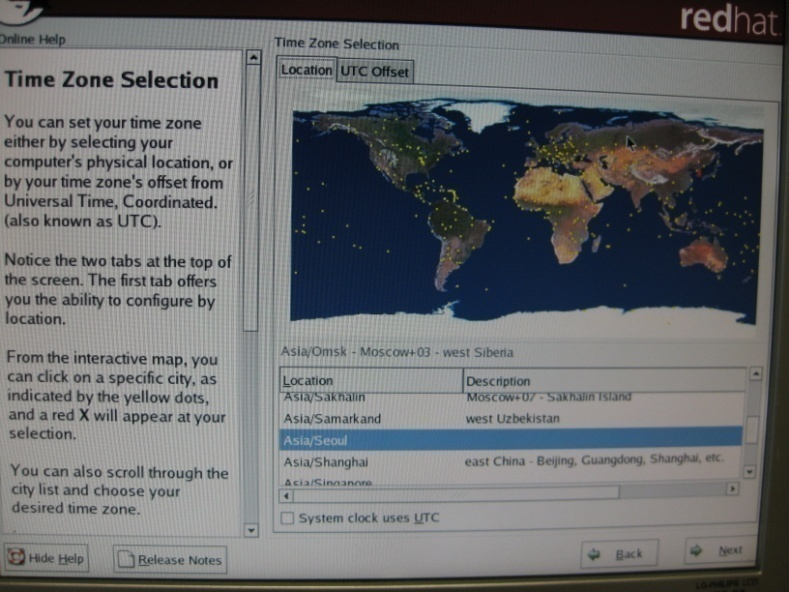 redhat
Online Help
Time Zone Selection
You can set your time zone
either by selecting your
computer's physical location, or
by your time zone's offset from
Universal Time, Coordinated.
(also known as UTC).
Notice the two tabs at the top of
the screen. The first tab offers
you the ability to configure by
location.
From the interactive map, you
can click on a specific city, as
indicated by the yellow dots,
and a red X will appear at your
selection.
You can also scroll through the
city list and choose your
desired time zone.
Time Zone Selection
Location UTC Offset
Asia/Omsk - Moscow+03 - west Siberia
Location Description
Asia/Sakhalin Moscow+07 - Sakhalin Island
Asia/Samarkand west Uzbekistan
Asia/Seoul
Asia/Shanghai east China - Beijing, Guangdong, Shanghai, etc.
Asia/Singapore
System clock uses UTC
Hide Help Release Notes Back Next